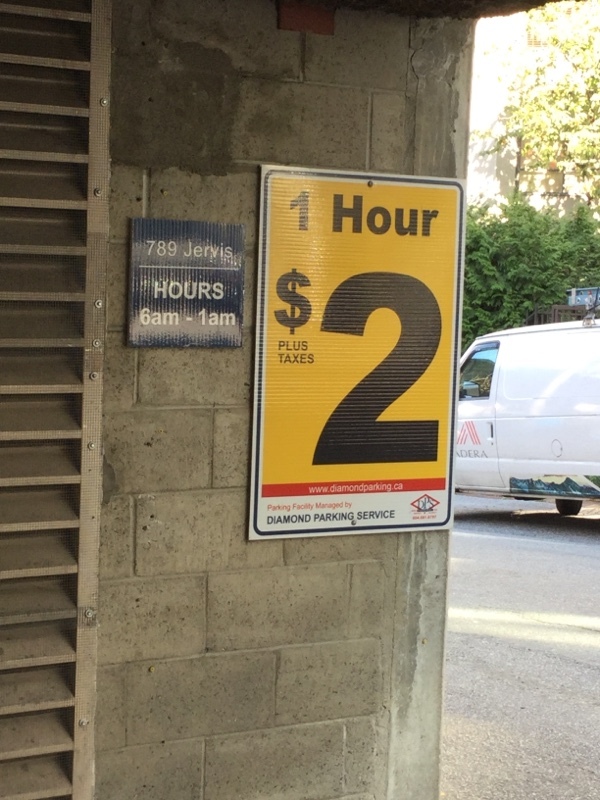 789 Jervis
HOURS
6am - 1am
1 Hour
$2
PLUS
TAXES
www.diamondparking.ca
Parking Facility Managed by
DIAMOND PARKING SERVICE
ADERA